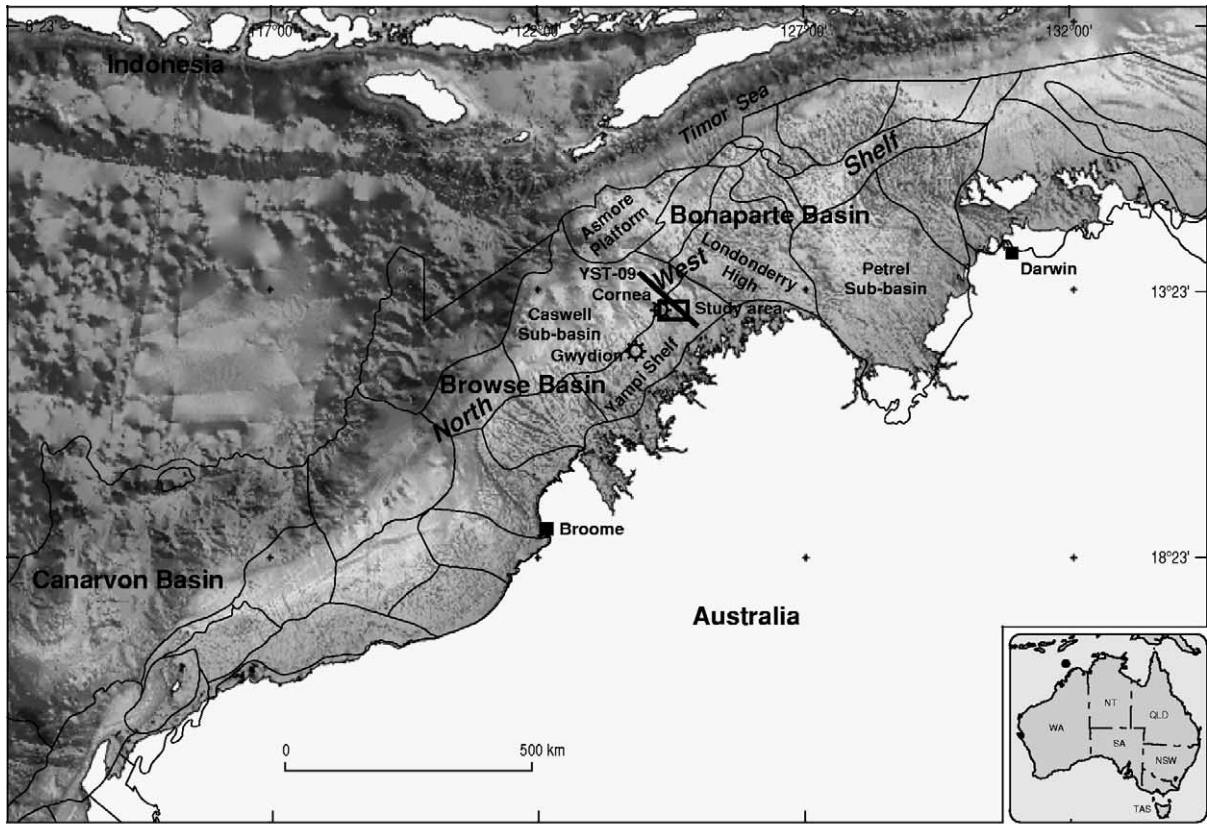 8°23'
117°00'
122°00'
127°00'
132°00'
Indonesia
Timor Sea
Shelf
Asmore
Platform
Bonaparte Basin
West
Londonderry
High
YST-09
Cornea
Study area
Petrel
Sub-basin
Darwin
13°23'
Caswell
Sub-basin
Gwydion
Yampi Shelf
Browse Basin
North
Broome
18°23'
Canarvon Basin
Australia
0
500 km
WA
NT
QLD
SA
NSW
TAS